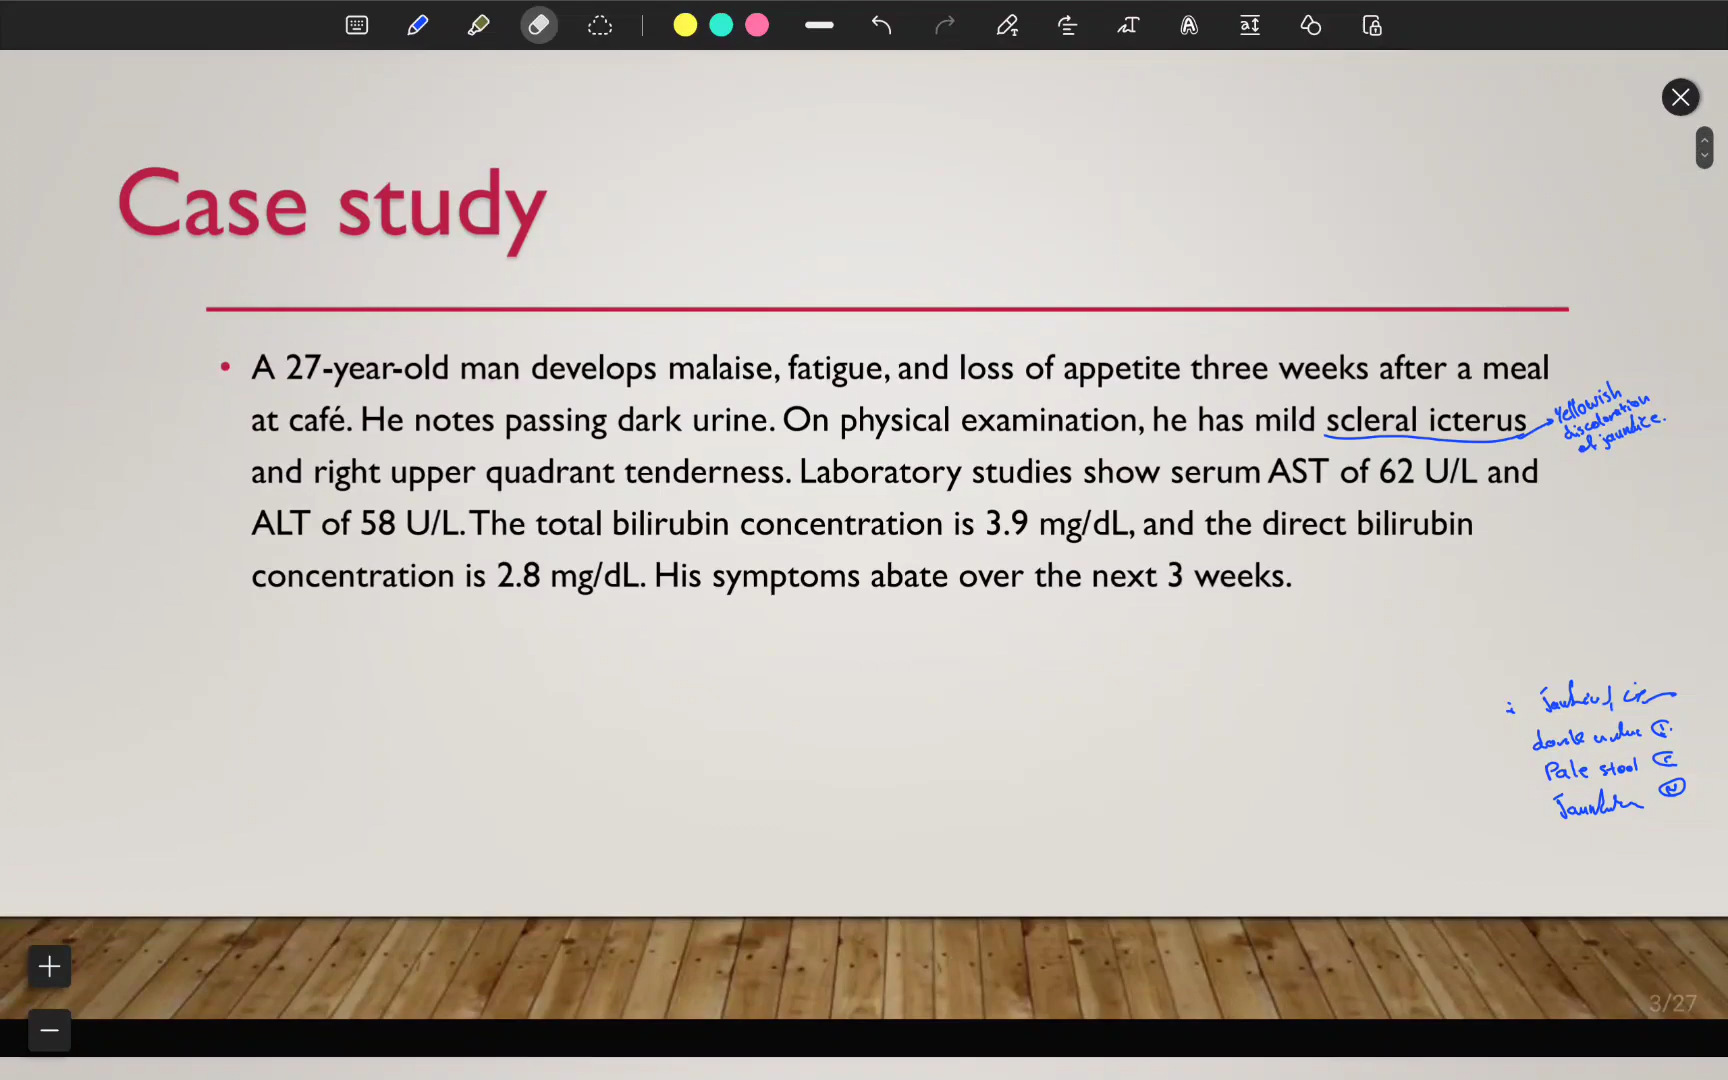 Case study
• A 27-year-old man develops malaise, fatigue, and loss of appetite three weeks after a meal
at café. He notes passing dark urine. On physical examination, he has mild scleral icterus
Yellowish
discoloration
of jaundice.
and right upper quadrant tenderness. Laboratory studies show serum AST of 62 U/L and
ALT of 58 U/L. The total bilirubin concentration is 3.9 mg/dL, and the direct bilirubin
concentration is 2.8 mg/dL. His symptoms abate over the next 3 weeks.
Pale stool
3/27